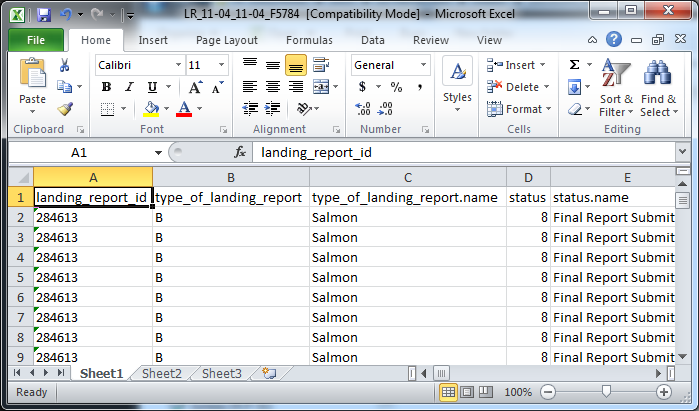 LR_11-04_11-04_F5784 [Compatibility Mode] - Microsoft Excel
File Home Insert Page Layout Formulas Data Review View
Calibri 11 General Insert Σ
Paste B I U A A $ % , Styles Delete Sort & Filter Find & Select
A .00 .0 Format
Clipboard Font Alignment Number Cells Editing
A1 fx landing_report_id
A B C D E
1 landing_report_id type_of_landing_report type_of_landing_report.name status status.name
2 284613 B Salmon 8 Final Report Submit
3 284613 B Salmon 8 Final Report Submit
4 284613 B Salmon 8 Final Report Submit
5 284613 B Salmon 8 Final Report Submit
6 284613 B Salmon 8 Final Report Submit
7 284613 B Salmon 8 Final Report Submit
8 284613 B Salmon 8 Final Report Submit
9 284613 B Salmon 8 Final Report Submit
Sheet1 Sheet2 Sheet3
Ready 100%